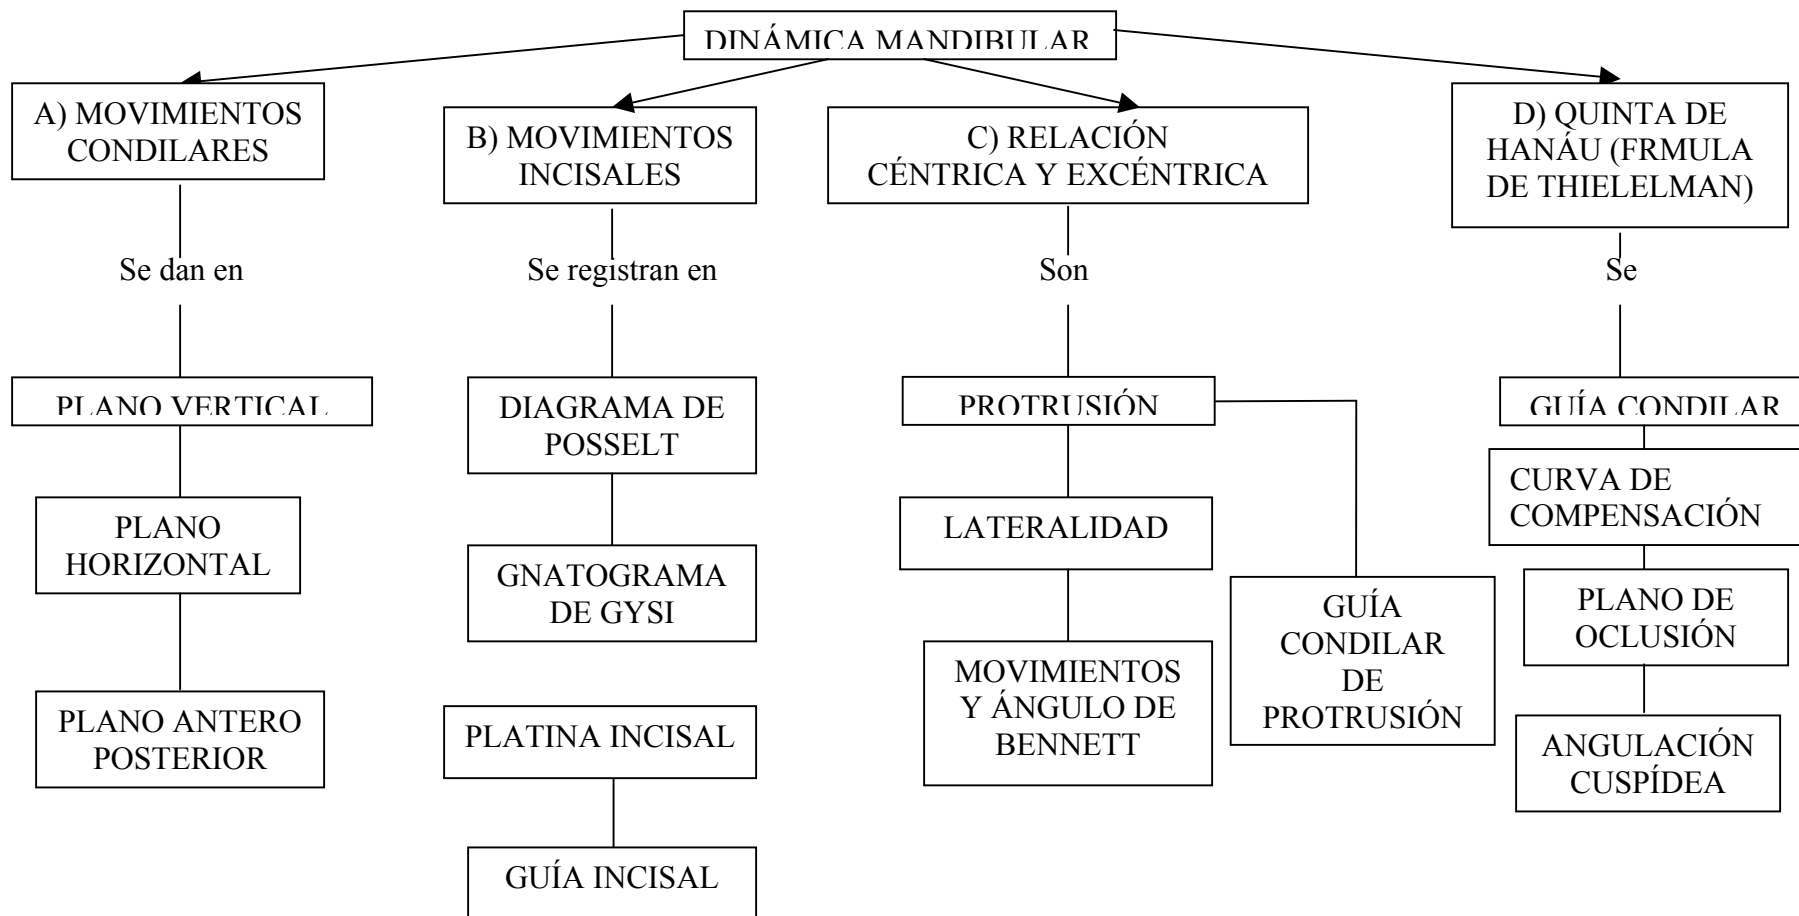 DINÁMICA MANDIBULAR
A) MOVIMIENTOS
CONDILARES
Se dan en
PLANO VERTICAL
PLANO
HORIZONTAL
PLANO ANTERO
POSTERIOR
B) MOVIMIENTOS
INCISALES
Se registran en
DIAGRAMA DE
POSSELT
GNATOGRAMA
DE GYSI
PLATINA INCISAL
GUÍA INCISAL
C) RELACIÓN
CÉNTRICA Y EXCÉNTRICA
Son
PROTRUSIÓN
LATERALIDAD
MOVIMIENTOS
Y ÁNGULO DE
BENNETT
GUÍA
CONDILAR
DE
PROTRUSIÓN
D) QUINTA DE
HANÁU (FRMULA
DE THIELELMAN)
Se
GUÍA CONDILAR
CURVA DE
COMPENSACIÓN
PLANO DE
OCLUSIÓN
ANGULACIÓN
CUSPÍDEA